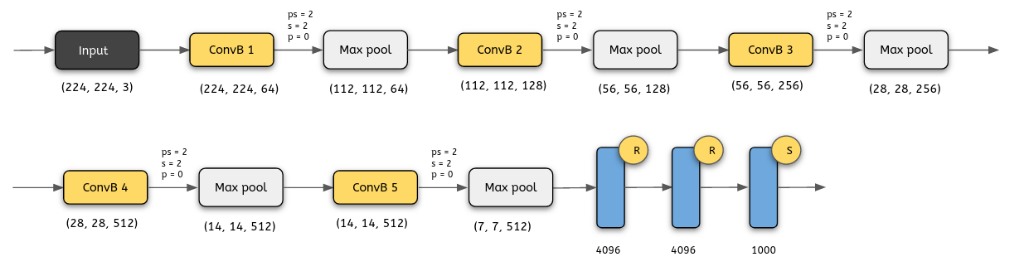 Input
(224, 224, 3)
ConvB 1
(224, 224, 64)
ps = 2
s = 2
p = 0
Max pool
(112, 112, 64)
ConvB 2
(112, 112, 128)
ps = 2
s = 2
p = 0
Max pool
(56, 56, 128)
ConvB 3
(56, 56, 256)
ps = 2
s = 2
p = 0
Max pool
(28, 28, 256)
ConvB 4
(28, 28, 512)
ps = 2
s = 2
p = 0
Max pool
(14, 14, 512)
ConvB 5
(14, 14, 512)
ps = 2
s = 2
p = 0
Max pool
(7, 7, 512)
R
4096
R
4096
S
1000